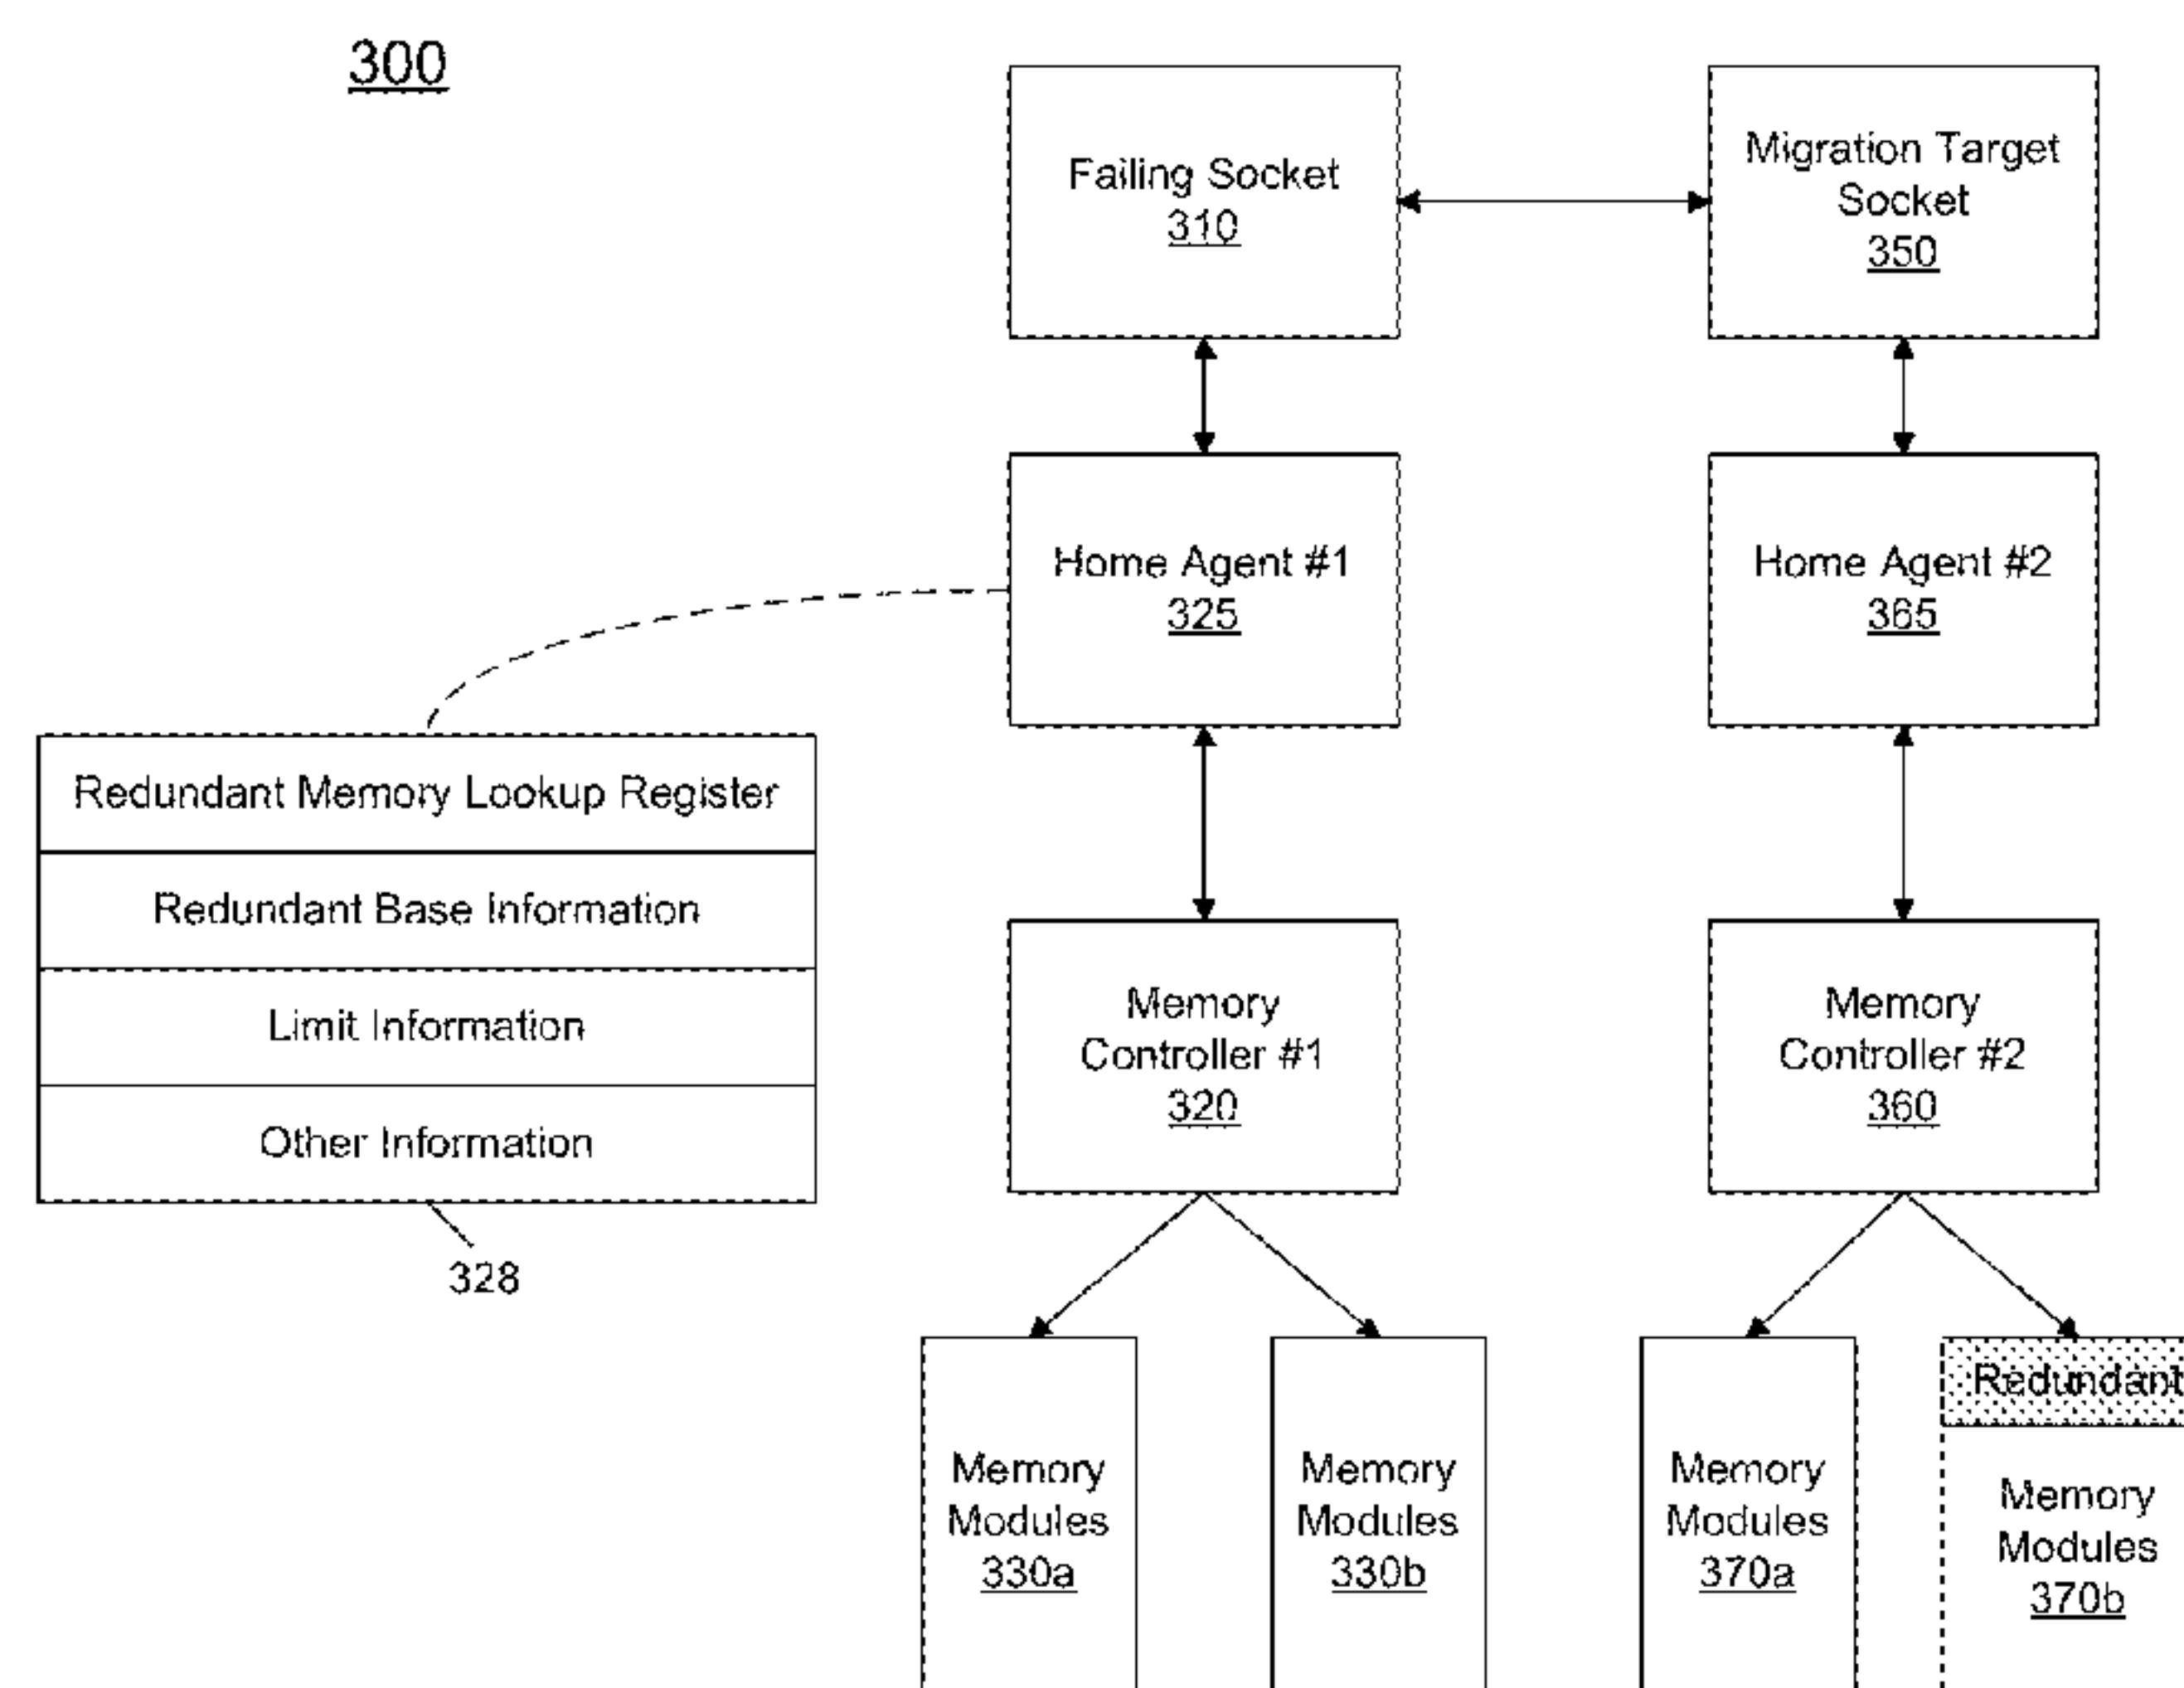 300
Failing Socket
310
Migration Target
Socket
350
Home Agent #1
325
Home Agent #2
365
Redundant Memory Lookup Register
Redundant Base Information
Limit Information
Other Information
328
Memory
Controller #1
320
Memory
Controller #2
360
Memory
Modules
330a
Memory
Modules
330b
Memory
Modules
370a
Redundant
Memory
Modules
370b